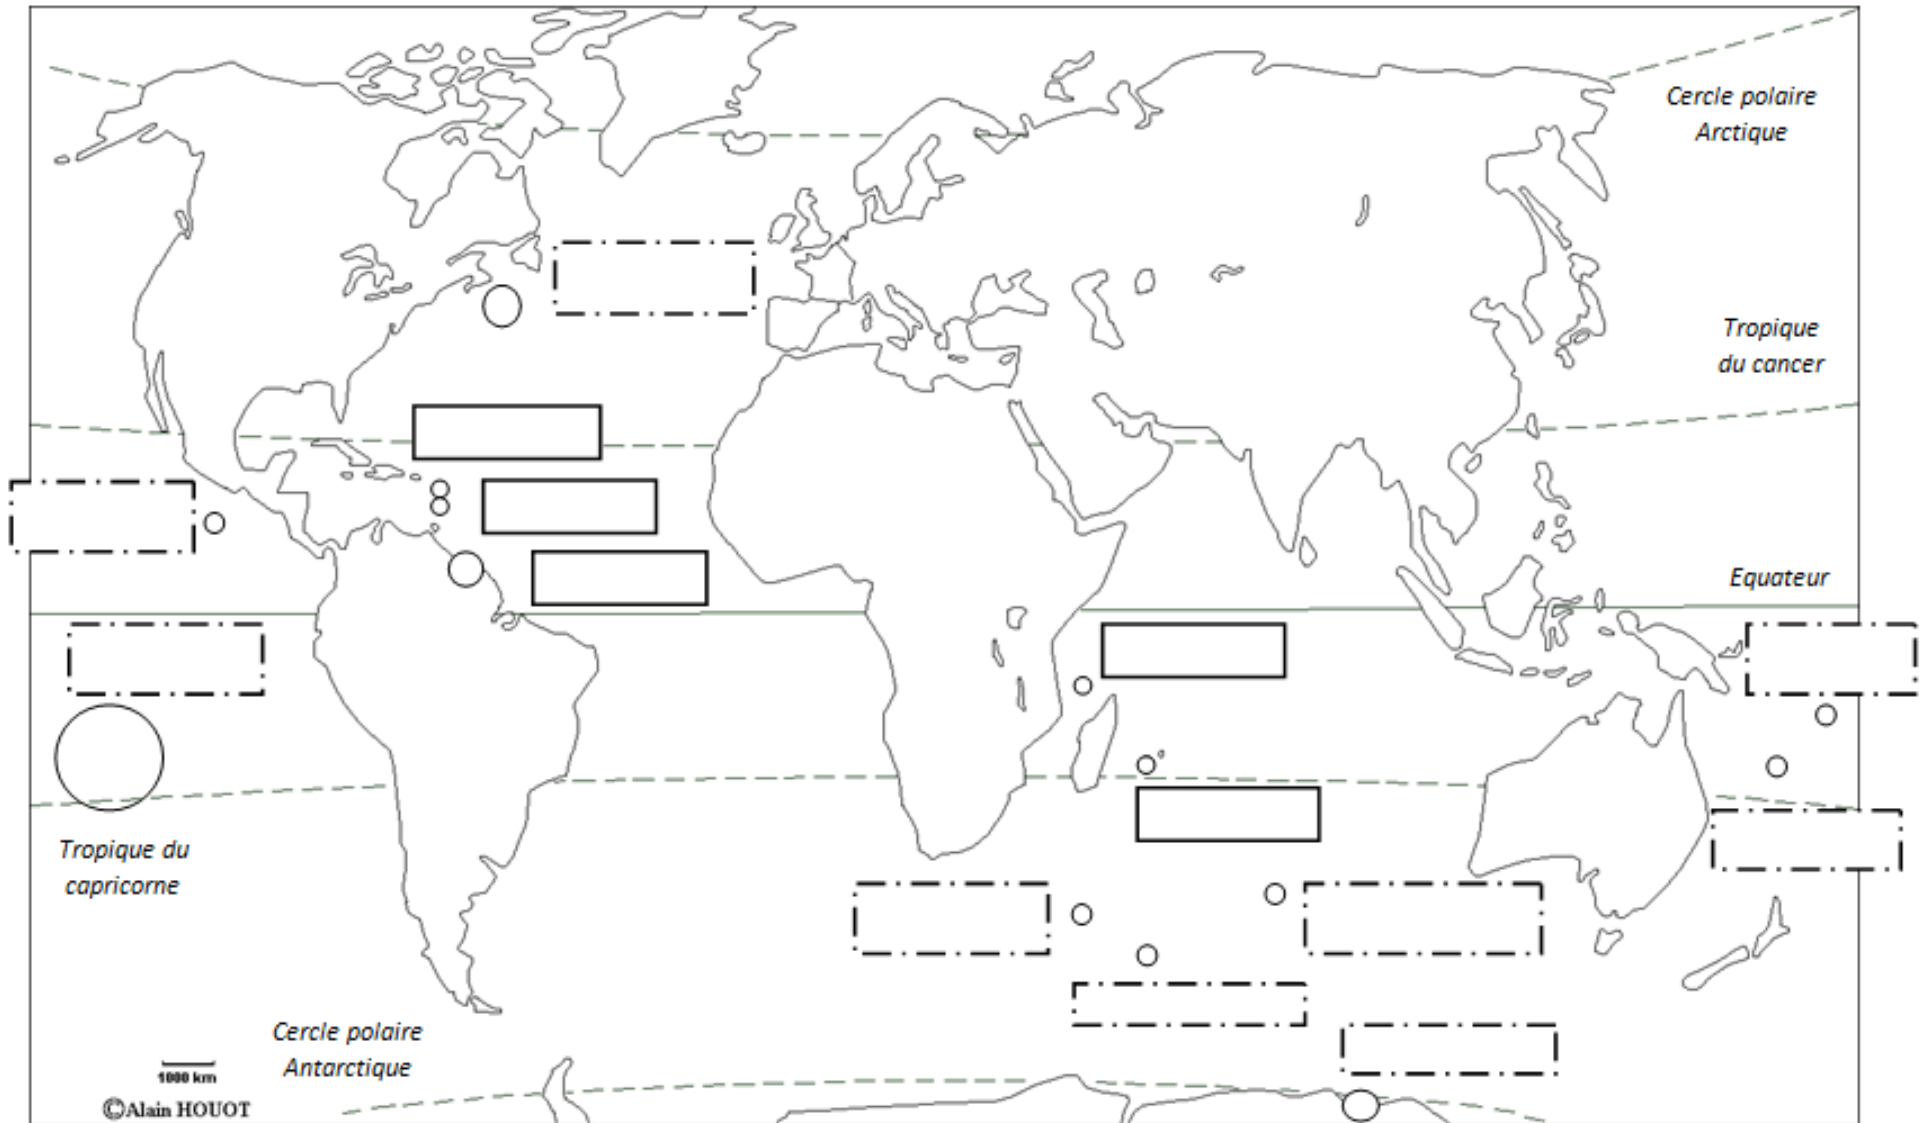 Cercle polaire
Arctique
Tropique
du cancer
Equateur
Tropique du
capricorne
Cercle polaire
Antarctique
1000 km
©Alain HOUOT